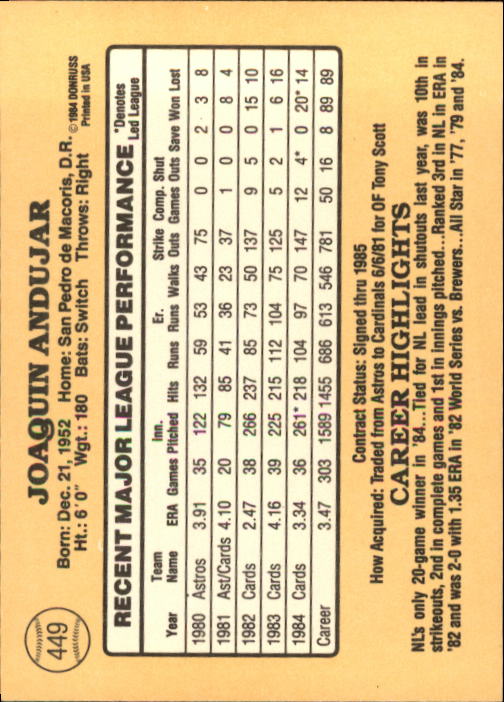 449
JOAQUIN ANDUJAR
Born: Dec. 21, 1952 Home: San Pedro de Macoris, D.R.
Ht.: 6'0" Wgt.: 180 Bats: Switch Throws: Right
© 1984 DONRUSS
Printed in USA
RECENT MAJOR LEAGUE PERFORMANCE
*Denotes
Led League
Team Inn. Er. Strike Comp. Shut
Year Name ERA Games Pitched Hits Runs Runs Walks Outs Games Outs Save Won Lost
1980 Astros 3.91 35 122 132 59 53 43 75 0 0 2 3 8
1981 Ast/Cards 4.10 20 79 85 41 36 23 37 1 0 0 8 4
1982 Cards 2.47 38 266 237 85 73 50 137 9 5 0 15 10
1983 Cards 4.16 39 225 215 112 104 75 125 5 2 1 6 16
1984 Cards 3.34 36 261* 218 104 97 70 147 12 4* 0 20* 14
Career 3.47 303 1589 1455 686 613 546 781 50 16 8 89 89
Contract Status: Signed thru 1985
How Acquired: Traded from Astros to Cardinals 6/6/81 for OF Tony Scott
CAREER HIGHLIGHTS
NL's only 20-game winner in '84...Tied for NL lead in shutouts last year, was 10th in
strikeouts, 2nd in complete games and 1st in innings pitched...Ranked 3rd in NL in ERA in
'82 and was 2-0 with 1.35 ERA in '82 World Series vs. Brewers...All Star in '77, '79 and '84.